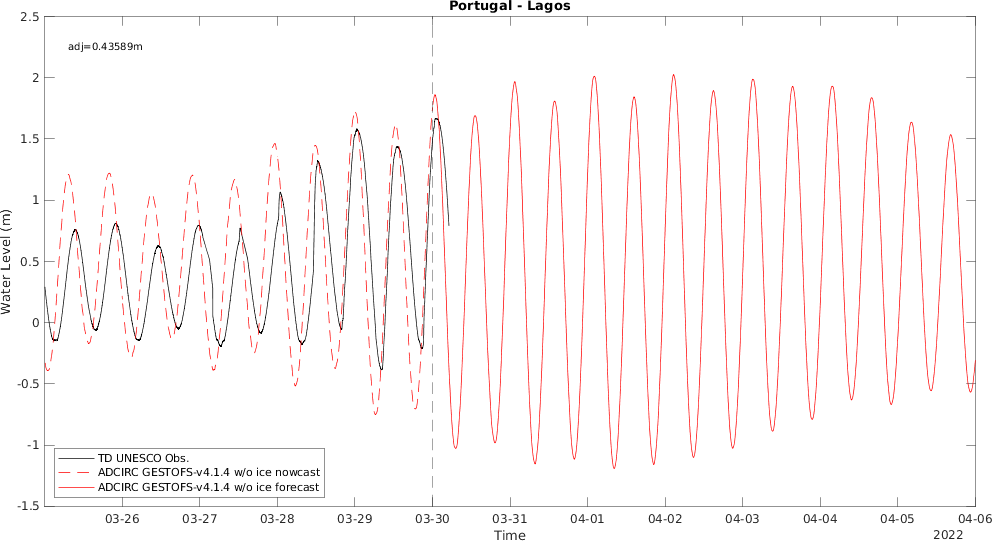 Portugal - Lagos
adj=0.43589m
2.5
2
1.5
1
0.5
0
-0.5
-1
-1.5
Water Level (m)
TD UNESCO Obs.
ADCIRC GESTOFS-v4.1.4 w/o ice nowcast
ADCIRC GESTOFS-v4.1.4 w/o ice forecast
03-26 03-27 03-28 03-29 03-30 03-31 04-01 04-02 04-03 04-04 04-05 04-06
Time
2022